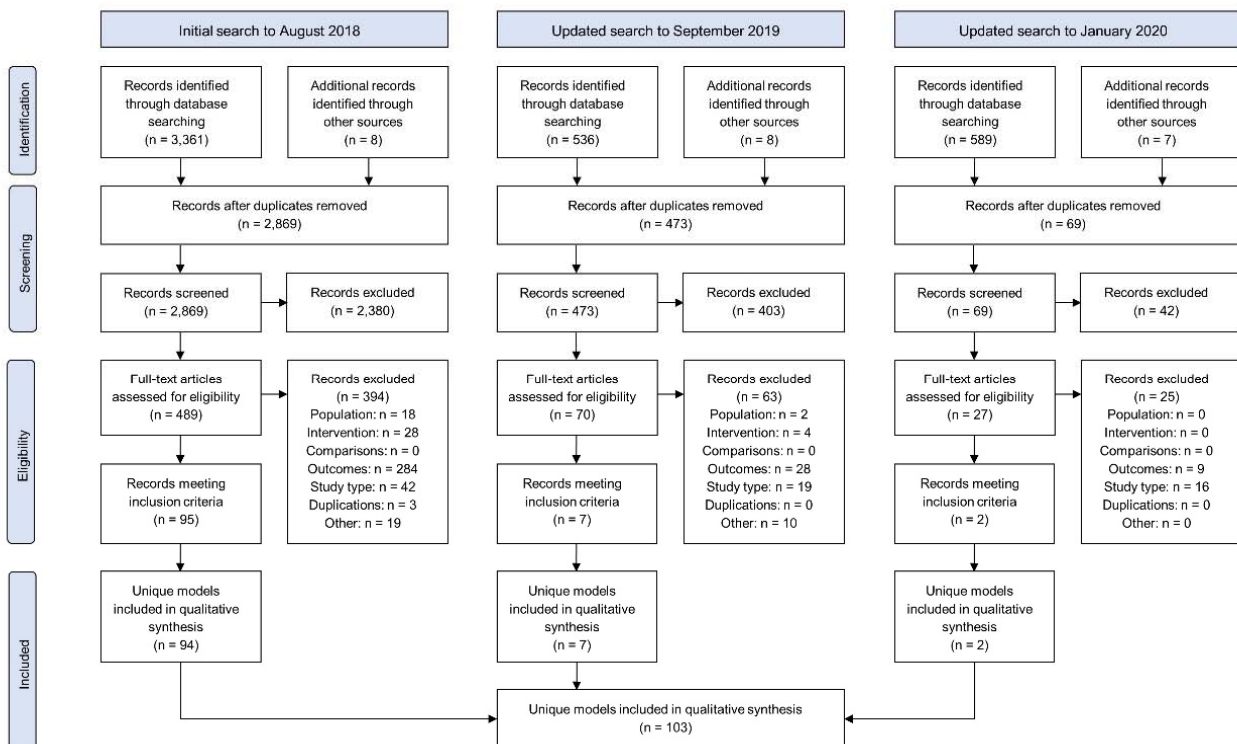 Initial search to August 2018
Updated search to September 2019
Updated search to January 2020
Identification
Records identified
through database
searching
(n = 3,361)
Additional records
identified through
other sources
(n = 8)
Records identified
through database
searching
(n = 536)
Additional records
identified through
other sources
(n = 8)
Records identified
through database
searching
(n = 589)
Additional records
identified through
other sources
(n = 7)
Screening
Records after duplicates removed
(n = 2,869)
Records after duplicates removed
(n = 473)
Records after duplicates removed
(n = 69)
Records screened
(n = 2,869)
Records excluded
(n = 2,380)
Records screened
(n = 473)
Records excluded
(n = 403)
Records screened
(n = 69)
Records excluded
(n = 42)
Eligibility
Full-text articles
assessed for eligibility
(n = 489)
Records excluded
(n = 394)
Population: n = 18
Intervention: n = 28
Comparisons: n = 0
Outcomes: n = 284
Study type: n = 42
Duplications: n = 3
Other: n = 19
Records meeting
inclusion criteria
(n = 95)
Full-text articles
assessed for eligibility
(n = 70)
Records excluded
(n = 63)
Population: n = 2
Intervention: n = 4
Comparisons: n = 0
Outcomes: n = 28
Study type: n = 19
Duplications: n = 0
Other: n = 10
Records meeting
inclusion criteria
(n = 7)
Full-text articles
assessed for eligibility
(n = 27)
Records excluded
(n = 25)
Population: n = 0
Intervention: n = 0
Comparisons: n = 0
Outcomes: n = 9
Study type: n = 16
Duplications: n = 0
Other: n = 0
Records meeting
inclusion criteria
(n = 2)
Included
Unique models
included in qualitative
synthesis
(n = 94)
Unique models
included in qualitative
synthesis
(n = 7)
Unique models
included in qualitative
synthesis
(n = 2)
Unique models included in qualitative synthesis
(n = 103)